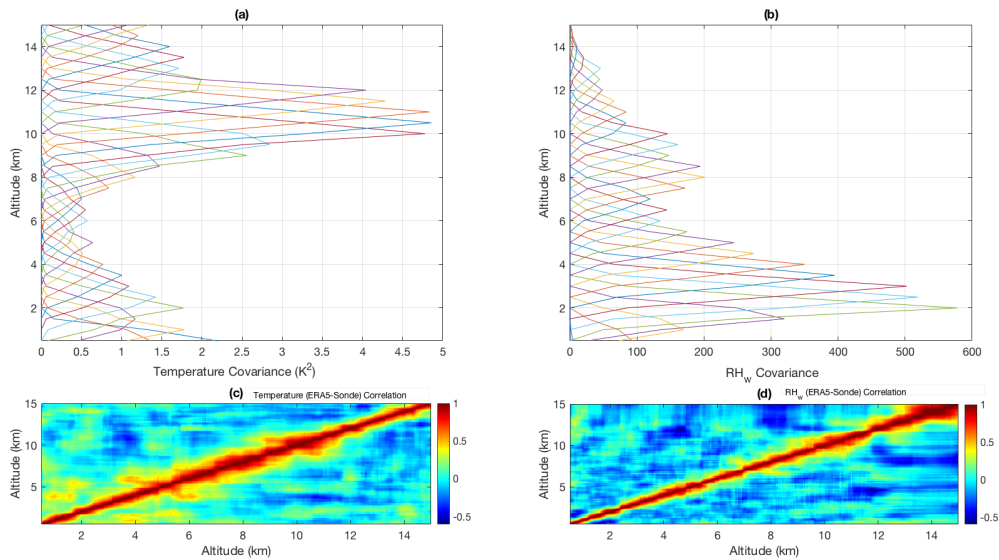 (a)
14
12
10
8
6
4
2
Altitude (km)
0 0.5 1 1.5 2 2.5 3 3.5 4 4.5 5
Temperature Covariance (K²)
(b)
14
12
10
8
6
4
2
Altitude (km)
0 100 200 300 400 500 600
RH_w Covariance
(c) Temperature (ERA5-Sonde) Correlation
15
10
5
Altitude (km)
2 4 6 8 10 12 14
Altitude (km)
1
0.5
0
-0.5
(d) RH_w (ERA5-Sonde) Correlation
15
10
5
Altitude (km)
2 4 6 8 10 12 14
Altitude (km)
1
0.5
0
-0.5